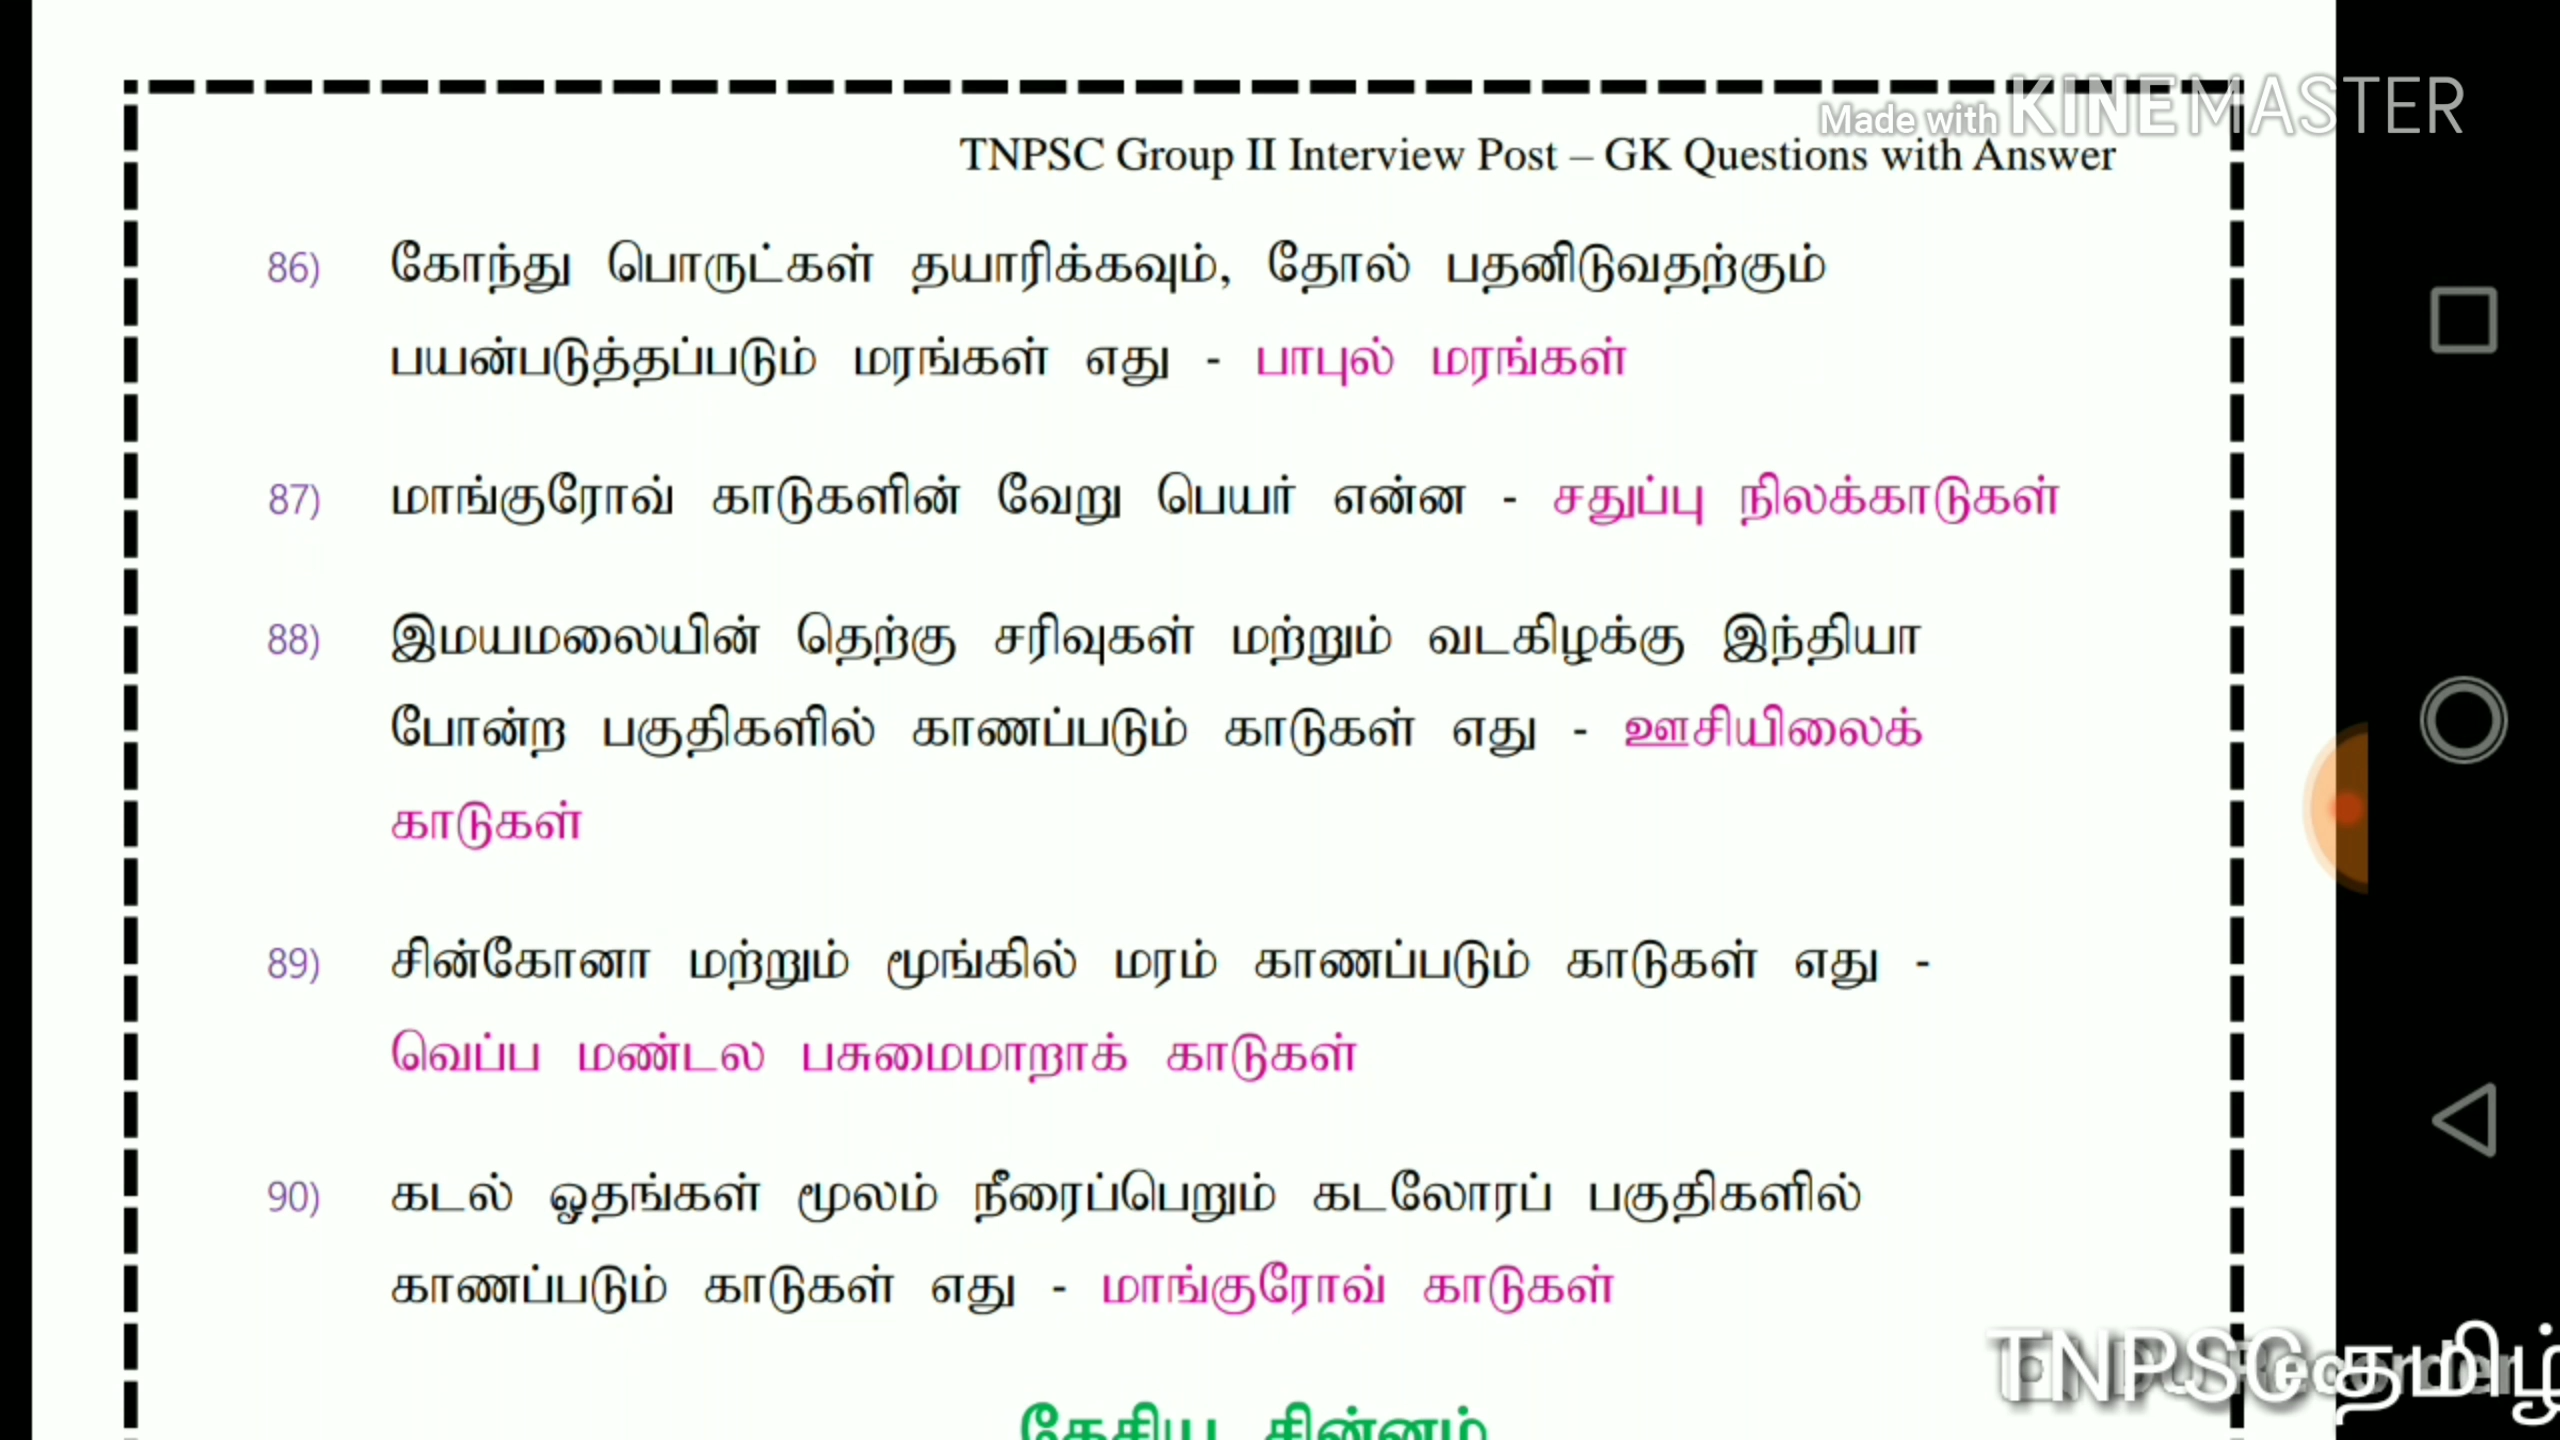 Made with KINEMASTER
TNPSC Group II Interview Post – GK Questions with Answer
86) கோந்து பொருட்கள் தயாரிக்கவும், தோல் பதனிடுவதற்கும்
பயன்படுத்தப்படும் மரங்கள் எது - பாபுல் மரங்கள்
87) மாங்குரோவ் காடுகளின் வேறு பெயர் என்ன - சதுப்பு நிலக்காடுகள்
88) இமயமலையின் தெற்கு சரிவுகள் மற்றும் வடகிழக்கு இந்தியா
போன்ற பகுதிகளில் காணப்படும் காடுகள் எது - ஊசியிலைக்
காடுகள்
89) சின்கோனா மற்றும் மூங்கில் மரம் காணப்படும் காடுகள் எது -
வெப்ப மண்டல பசுமைமாறாக் காடுகள்
90) கடல் ஓதங்கள் மூலம் நீரைப்பெறும் கடலோரப் பகுதிகளில்
காணப்படும் காடுகள் எது - மாங்குரோவ் காடுகள்
TNPSC தமிழ்
தேசிய சின்னம்